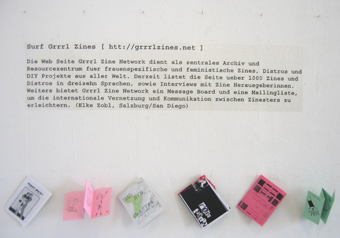 Surf Grrrl Zines [ htt://grrrlzines.net ]
Die Web Seite Grrrl Zine Network dient als zentrales Archiv und
Resourcenzentrum fuer frauenspezifische und feministische Zines, Distros und
DIY Projekte aus aller Welt. Derzeit listet die Seite ueber 1000 Zines und
Distros in dreizehn Sprachen, sowie Interviews mit Zine Herausgeberinnen.
Weiters bietet Grrrl Zine Network ein Message Board und eine Mailingliste,
um die internationale Vernetzung und Kommunikation zwischen Zinesters zu
erleichtern. (Elke Zobl, Salzburg/San Diego)